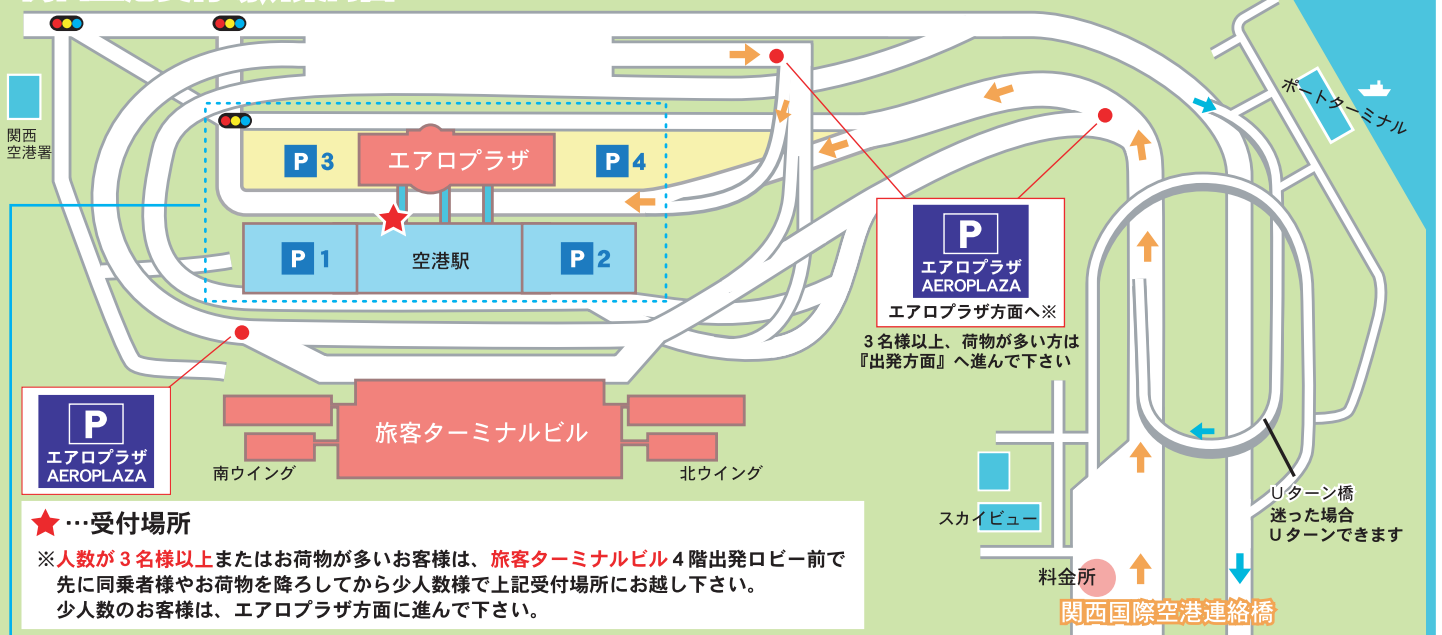 関西
空港署
P 3
エアロプラザ
P 4
P 1
空港駅
P 2
ポートターミナル
P
エアロプラザ
AEROPLAZA
エアロプラザ方面へ※
3名様以上、荷物が多い方は
『出発方面』へ進んで下さい
P
エアロプラザ
AEROPLAZA
旅客ターミナルビル
南ウイング
北ウイング
スカイビュー
Uターン橋
迷った場合
Uターンできます
料金所
関西国際空港連絡橋
★…受付場所
※人数が3名様以上またはお荷物が多いお客様は、旅客ターミナルビル4階出発ロビー前で
先に同乗者様やお荷物を降ろしてから少人数様で上記受付場所にお越し下さい。
少人数のお客様は、エアロプラザ方面に進んで下さい。